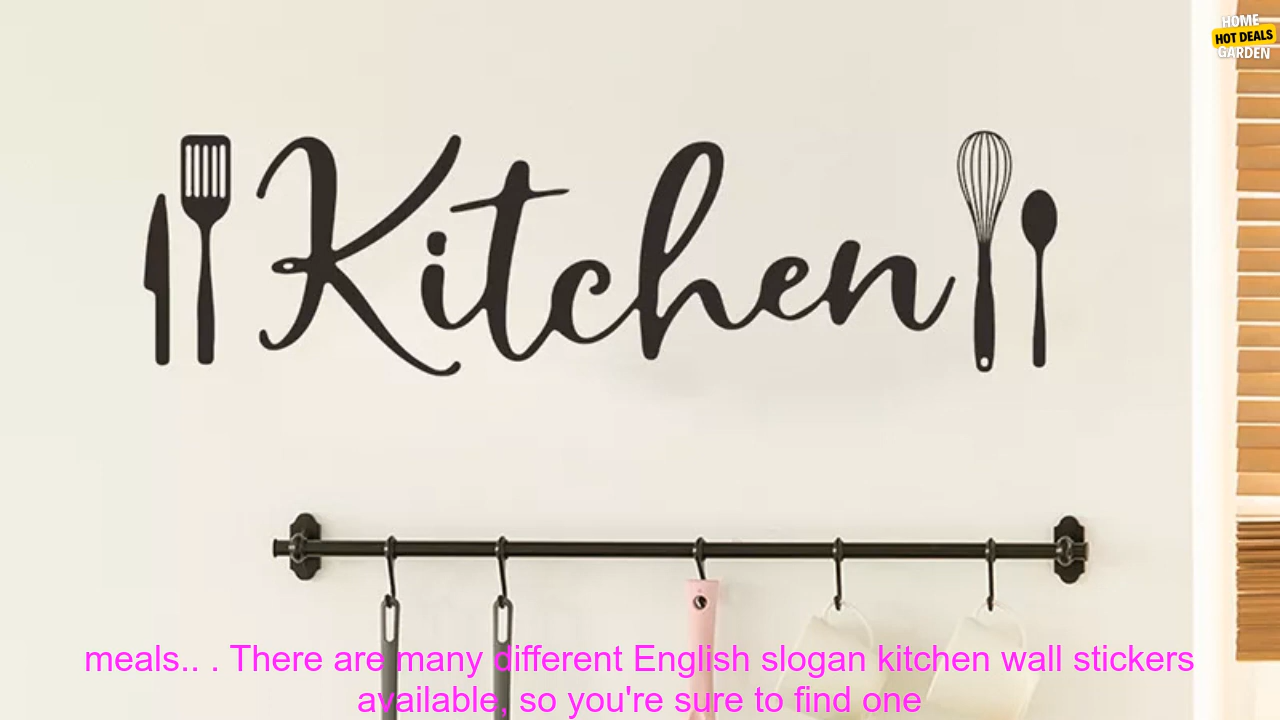 HOME
HOT DEALS
GARDEN
Kitchen
meals.. . There are many different English slogan kitchen wall stickers
available, so you're sure to find one